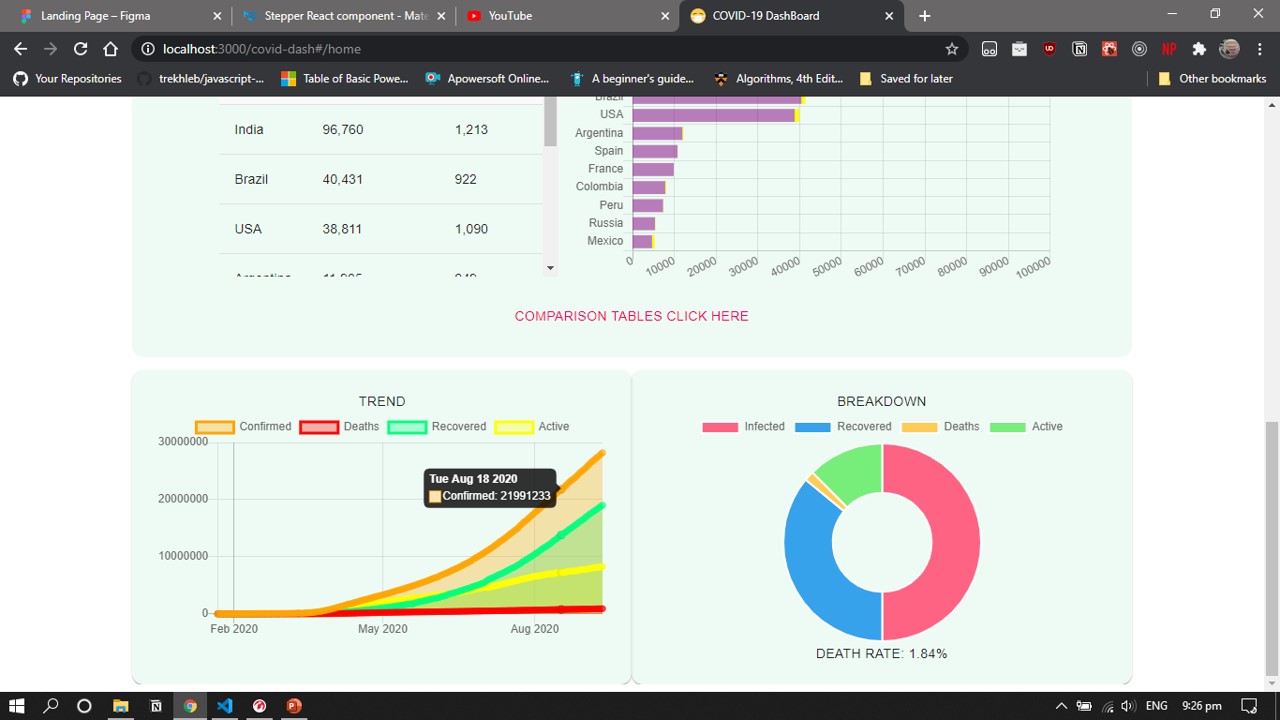 Landing Page – Figma
Stepper React component - Mate
YouTube
COVID-19 DashBoard
localhost:3000/covid-dash#/home
Your Repositories
trekhleb/javascript-...
Table of Basic Powe...
Apowersoft Online...
A beginner's guide...
Algorithms, 4th Edit...
Saved for later
Other bookmarks
India 96,760 1,213
Brazil 40,431 922
USA 38,811 1,090
Brazil
USA
Argentina
Spain
France
Colombia
Peru
Russia
Mexico
0 10000 20000 30000 40000 50000 60000 70000 80000 90000 100000
COMPARISON TABLES CLICK HERE
TREND
Confirmed Deaths Recovered Active
30000000
20000000
10000000
0
Tue Aug 18 2020
Confirmed: 21991233
Feb 2020 May 2020 Aug 2020
BREAKDOWN
Infected Recovered Deaths Active
DEATH RATE: 1.84%
ENG 9:26 pm